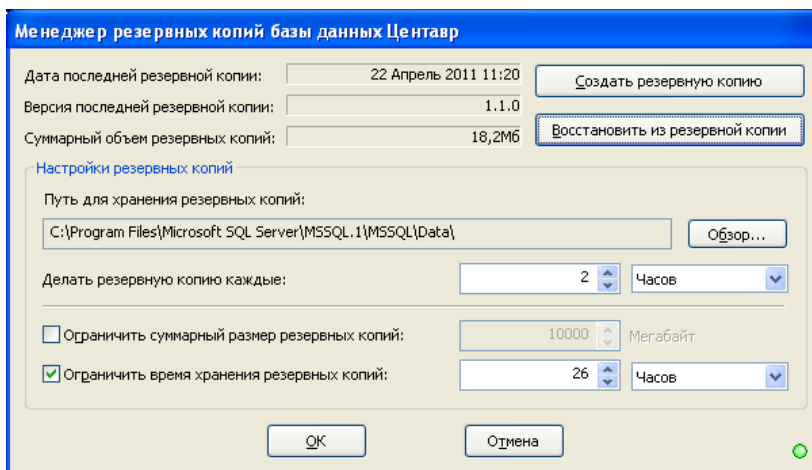 Менеджер резервных копий базы данных Центавр
Дата последней резервной копии: 22 Апрель 2011 11:20 Создать резервную копию
Версия последней резервной копии: 1.1.0
Суммарный объем резервных копий: 18,2Мб Восстановить из резервной копии
Настройки резервных копий
Путь для хранения резервных копий:
C:\Program Files\Microsoft SQL Server\MSSQL.1\MSSQL\Data\ Обзор...
Делать резервную копию каждые: 2 Часов
Ограничить суммарный размер резервных копий: 10000 Мегабайт
Ограничить время хранения резервных копий: 26 Часов
ОК Отмена